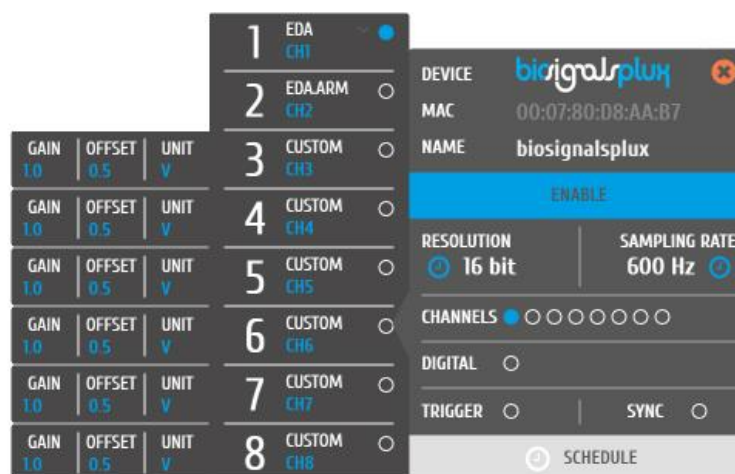 1 EDA
CH1
2 EDA.ARM
CH2
GAIN OFFSET UNIT
1.0 0.5 V
3 CUSTOM
CH3
GAIN OFFSET UNIT
1.0 0.5 V
4 CUSTOM
CH4
GAIN OFFSET UNIT
1.0 0.5 V
5 CUSTOM
CH5
GAIN OFFSET UNIT
1.0 0.5 V
6 CUSTOM
CH6
GAIN OFFSET UNIT
1.0 0.5 V
7 CUSTOM
CH7
GAIN OFFSET UNIT
1.0 0.5 V
8 CUSTOM
CH8
DEVICE biosignalsplux
MAC 00:07:80:D8:AA:B7
NAME biosignalsplux
ENABLE
RESOLUTION
16 bit
SAMPLING RATE
600 Hz
CHANNELS
DIGITAL
TRIGGER SYNC
SCHEDULE